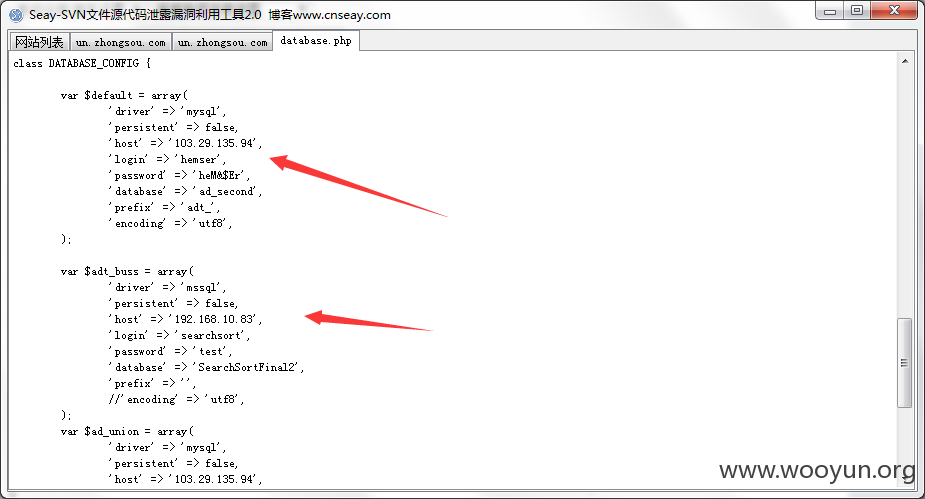 Seay-SVN文件源代码泄露漏洞利用工具2.0 博客www.cnseay.com
网站列表 un.zhongsou.com un.zhongsou.com database.php
class DATABASE_CONFIG {
var $default = array(
'driver' => 'mysql',
'persistent' => false,
'host' => '103.29.135.94',
'login' => 'hemser',
'password' => 'heM&$Er',
'database' => 'ad_second',
'prefix' => 'adt_',
'encoding' => 'utf8',
);
var $adt_buss = array(
'driver' => 'mssql',
'persistent' => false,
'host' => '192.168.10.83',
'login' => 'searchsort',
'password' => 'test',
'database' => 'SearchSortFinal2',
'prefix' => '',
//'encoding' => 'utf8',
);
var $ad_union = array(
'driver' => 'mysql',
'persistent' => false,
'host' => '103.29.135.94',
www.wooyun.org